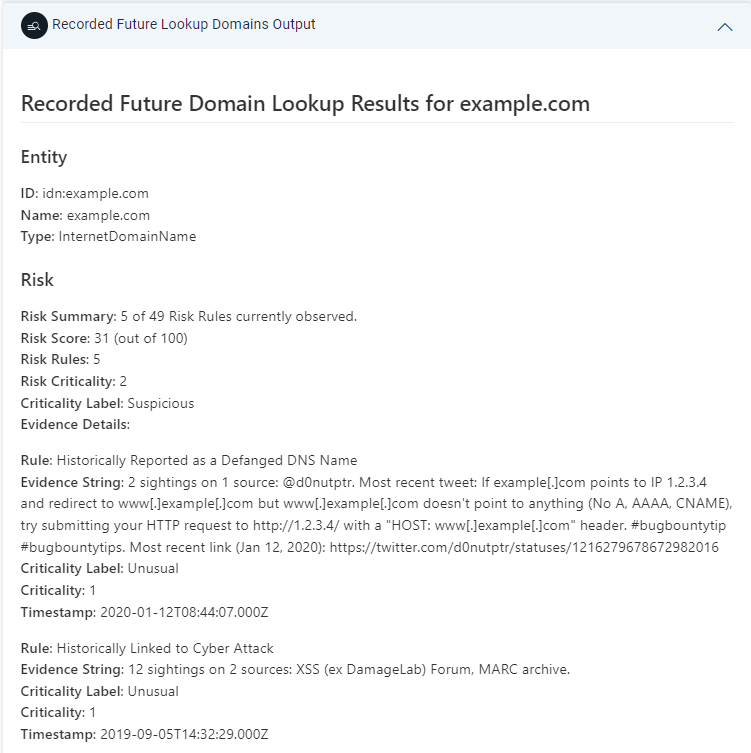 Recorded Future Lookup Domains Output
Recorded Future Domain Lookup Results for example.com
Entity
ID: idn:example.com
Name: example.com
Type: InternetDomainName
Risk
Risk Summary: 5 of 49 Risk Rules currently observed.
Risk Score: 31 (out of 100)
Risk Rules: 5
Risk Criticality: 2
Criticality Label: Suspicious
Evidence Details:
Rule: Historically Reported as a Defanged DNS Name
Evidence String: 2 sightings on 1 source: @d0nutptr. Most recent tweet: If example[.]com points to IP 1.2.3.4
and redirect to www[.]example[.]com but www[.]example[.]com doesn't point to anything (No A, AAAA, CNAME),
try submitting your HTTP request to http://1.2.3.4/ with a "HOST: www[.]example[.]com" header. #bugbountytip
#bugbountytips. Most recent link (Jan 12, 2020): https://twitter.com/d0nutptr/statuses/1216279678672982016
Criticality Label: Unusual
Criticality: 1
Timestamp: 2020-01-12T08:44:07.000Z
Rule: Historically Linked to Cyber Attack
Evidence String: 12 sightings on 2 sources: XSS (ex DamageLab) Forum, MARC archive.
Criticality Label: Unusual
Criticality: 1
Timestamp: 2019-09-05T14:32:29.000Z